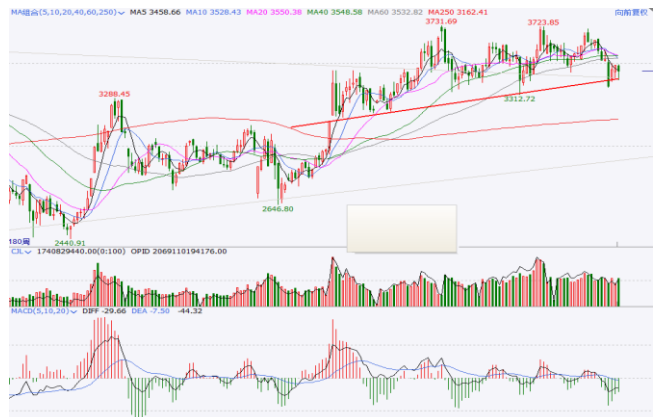 MA组合(5,10,20,40,60,250) MA5 3458.66 MA10 3528.43 MA20 3550.38 MA40 3548.58 MA60 3532.82 MA250 3162.41 向前复权
3731.69
3723.85
3288.45
3312.72
2646.80
2440.91
180周
CJL 1740829440.00(0:100) OPID 2069110194176.00
MACD(5,10,20) DIFF -29.66 DEA -7.50 -44.32